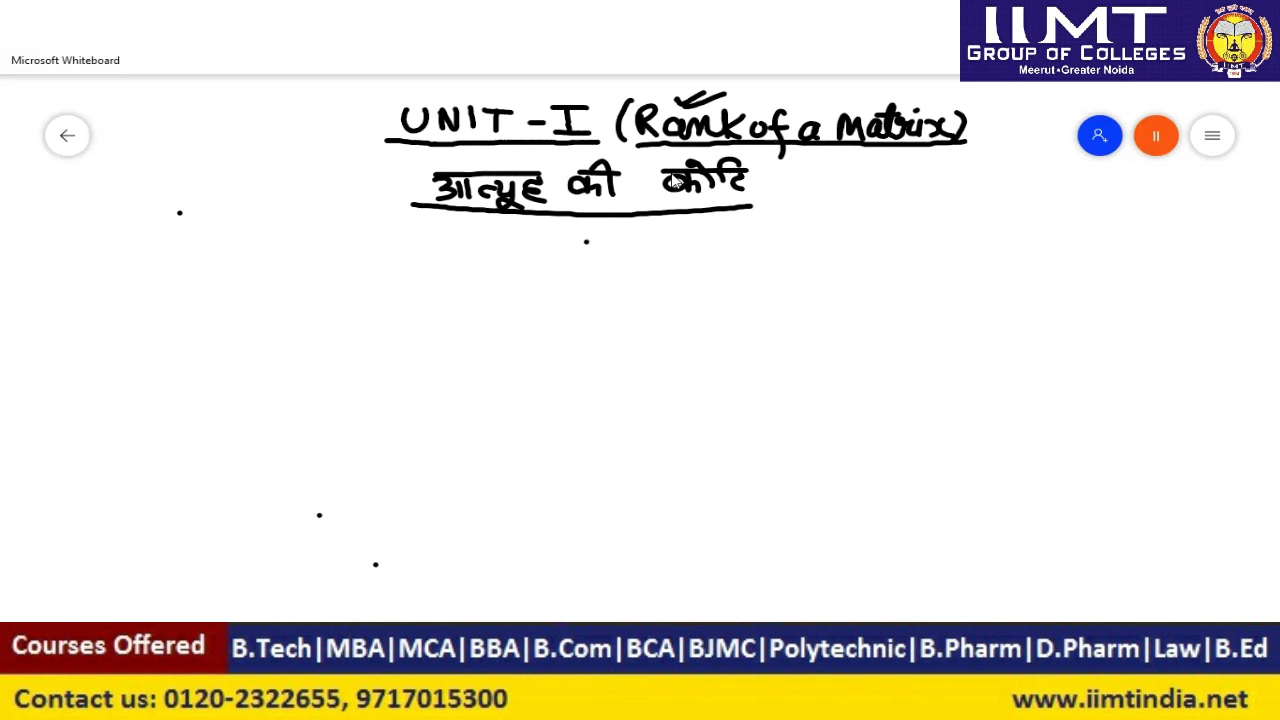 IIMT
GROUP OF COLLEGES
Meerut•Greater Noida
Microsoft Whiteboard
UNIT-I (Rank of a Matrix)
आव्यूह की कोटि
Courses Offered
B.Tech|MBA|MCA|BBA|B.Com|BCA|BJMC|Polytechnic|B.Pharm|D.Pharm|Law|B.Ed
Contact us: 0120-2322655, 9717015300
www.iimtindia.net